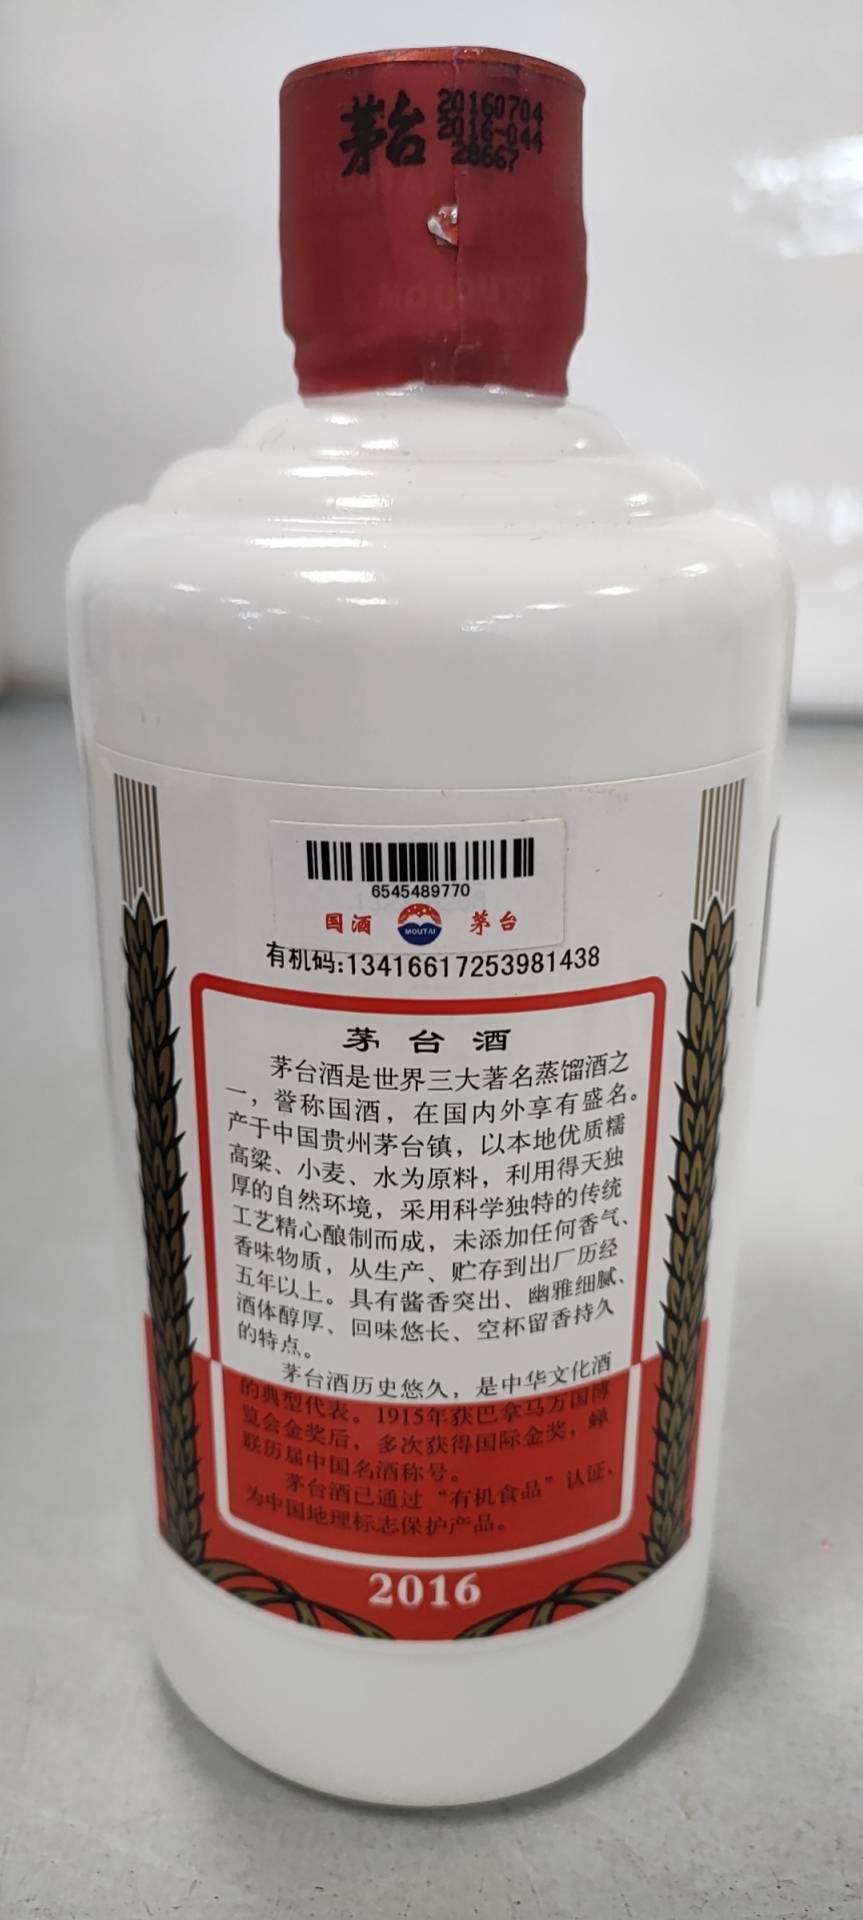 茅台
20160704
2016-044
28667
6545489770
国酒 MOUTAI 茅台
有机码:13416617253981438
茅台酒
茅台酒是世界三大著名蒸馏酒之
一，誉称国酒，在国内外享有盛名。
产于中国贵州茅台镇，以本地优质糯
高粱、小麦、水为原料，利用得天独
厚的自然环境，采用科学独特的传统
工艺精心酿制而成，未添加任何香气、
香味物质，从生产、贮存到出厂历经
五年以上。具有酱香突出、幽雅细腻、
酒体醇厚、回味悠长、空杯留香持久
的特点。
茅台酒历史悠久，是中华文化酒
的典型代表。1915年获巴拿马万国博
览会金奖后，多次获得国际金奖，蝉
联历届中国名酒称号。
茅台酒已通过“有机食品”认证，
为中国地理标志保护产品。
2016